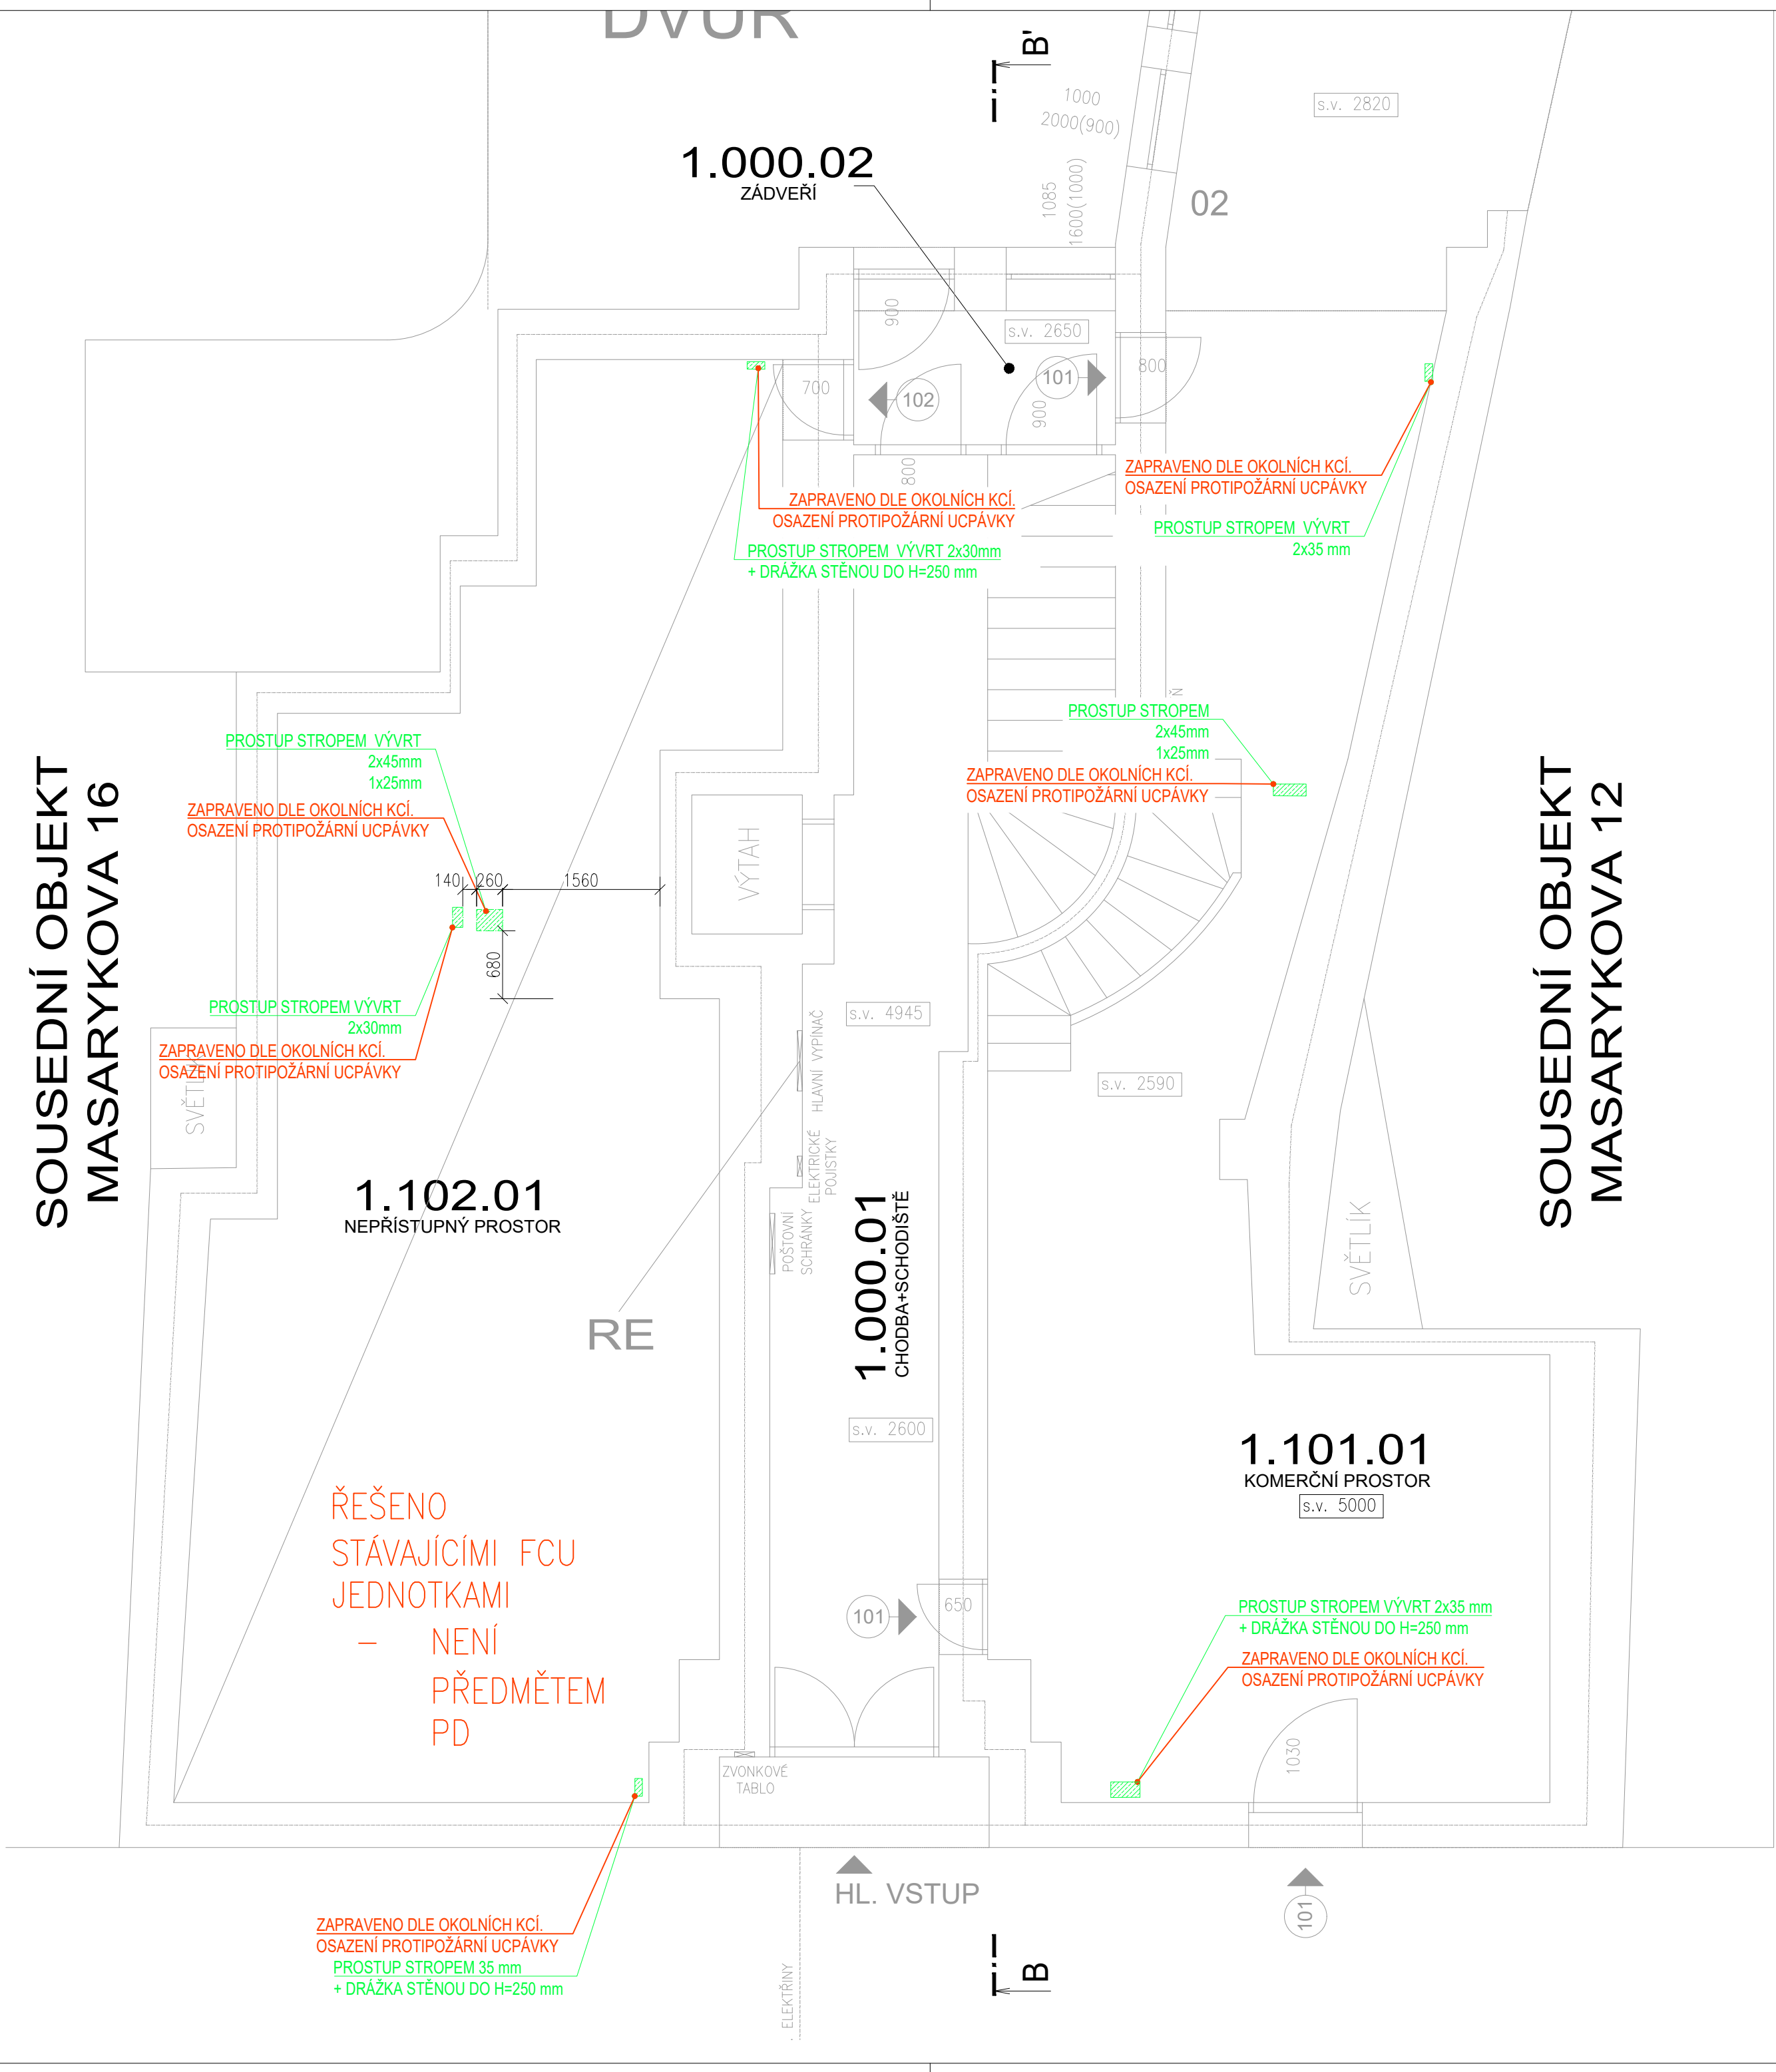 DVŮR
B'
1000
2000(900)
s.v. 2820
1.000.02
ZÁDVEŘÍ
1085
1600(1000)
02
900
s.v. 2650
700
102
101
900
800
800
ZAPRAVENO DLE OKOLNÍCH KCÍ.
OSAZENÍ PROTIPOŽÁRNÍ UCPÁVKY
PROSTUP STROPEM VÝVRT
2x35 mm
ZAPRAVENO DLE OKOLNÍCH KCÍ.
OSAZENÍ PROTIPOŽÁRNÍ UCPÁVKY
PROSTUP STROPEM VÝVRT 2x30mm
+ DRÁŽKA STĚNOU DO H=250 mm
PROSTUP STROPEM VÝVRT
2x45mm
1x25mm
ZAPRAVENO DLE OKOLNÍCH KCÍ.
OSAZENÍ PROTIPOŽÁRNÍ UCPÁVKY
PROSTUP STROPEM
2x45mm
1x25mm
ZAPRAVENO DLE OKOLNÍCH KCÍ.
OSAZENÍ PROTIPOŽÁRNÍ UCPÁVKY
SOUSEDNÍ OBJEKT
MASARYKOVA 16
SOUSEDNÍ OBJEKT
MASARYKOVA 12
140
260
1560
680
VÝTAH
PROSTUP STROPEM VÝVRT
2x30mm
ZAPRAVENO DLE OKOLNÍCH KCÍ.
OSAZENÍ PROTIPOŽÁRNÍ UCPÁVKY
SVĚTLÍK
s.v. 4945
HLAVNÍ VYPÍNAČ
s.v. 2590
ELEKTRICKÉ
POJISTKY
POŠTOVNÍ
SCHRÁNKY
1.102.01
NEPŘÍSTUPNÝ PROSTOR
1.000.01
CHODBA+SCHODIŠTĚ
SVĚTLÍK
RE
s.v. 2600
1.101.01
KOMERČNÍ PROSTOR
s.v. 5000
ŘEŠENO
STÁVAJÍCÍMI FCU
JEDNOTKAMI
– NENÍ
PŘEDMĚTEM
PD
101
650
PROSTUP STROPEM VÝVRT 2x35 mm
+ DRÁŽKA STĚNOU DO H=250 mm
ZAPRAVENO DLE OKOLNÍCH KCÍ.
OSAZENÍ PROTIPOŽÁRNÍ UCPÁVKY
1030
ZVONKOVÉ
TABLO
HL. VSTUP
101
ZAPRAVENO DLE OKOLNÍCH KCÍ.
OSAZENÍ PROTIPOŽÁRNÍ UCPÁVKY
PROSTUP STROPEM 35 mm
+ DRÁŽKA STĚNOU DO H=250 mm
ELEKTŘINY
B